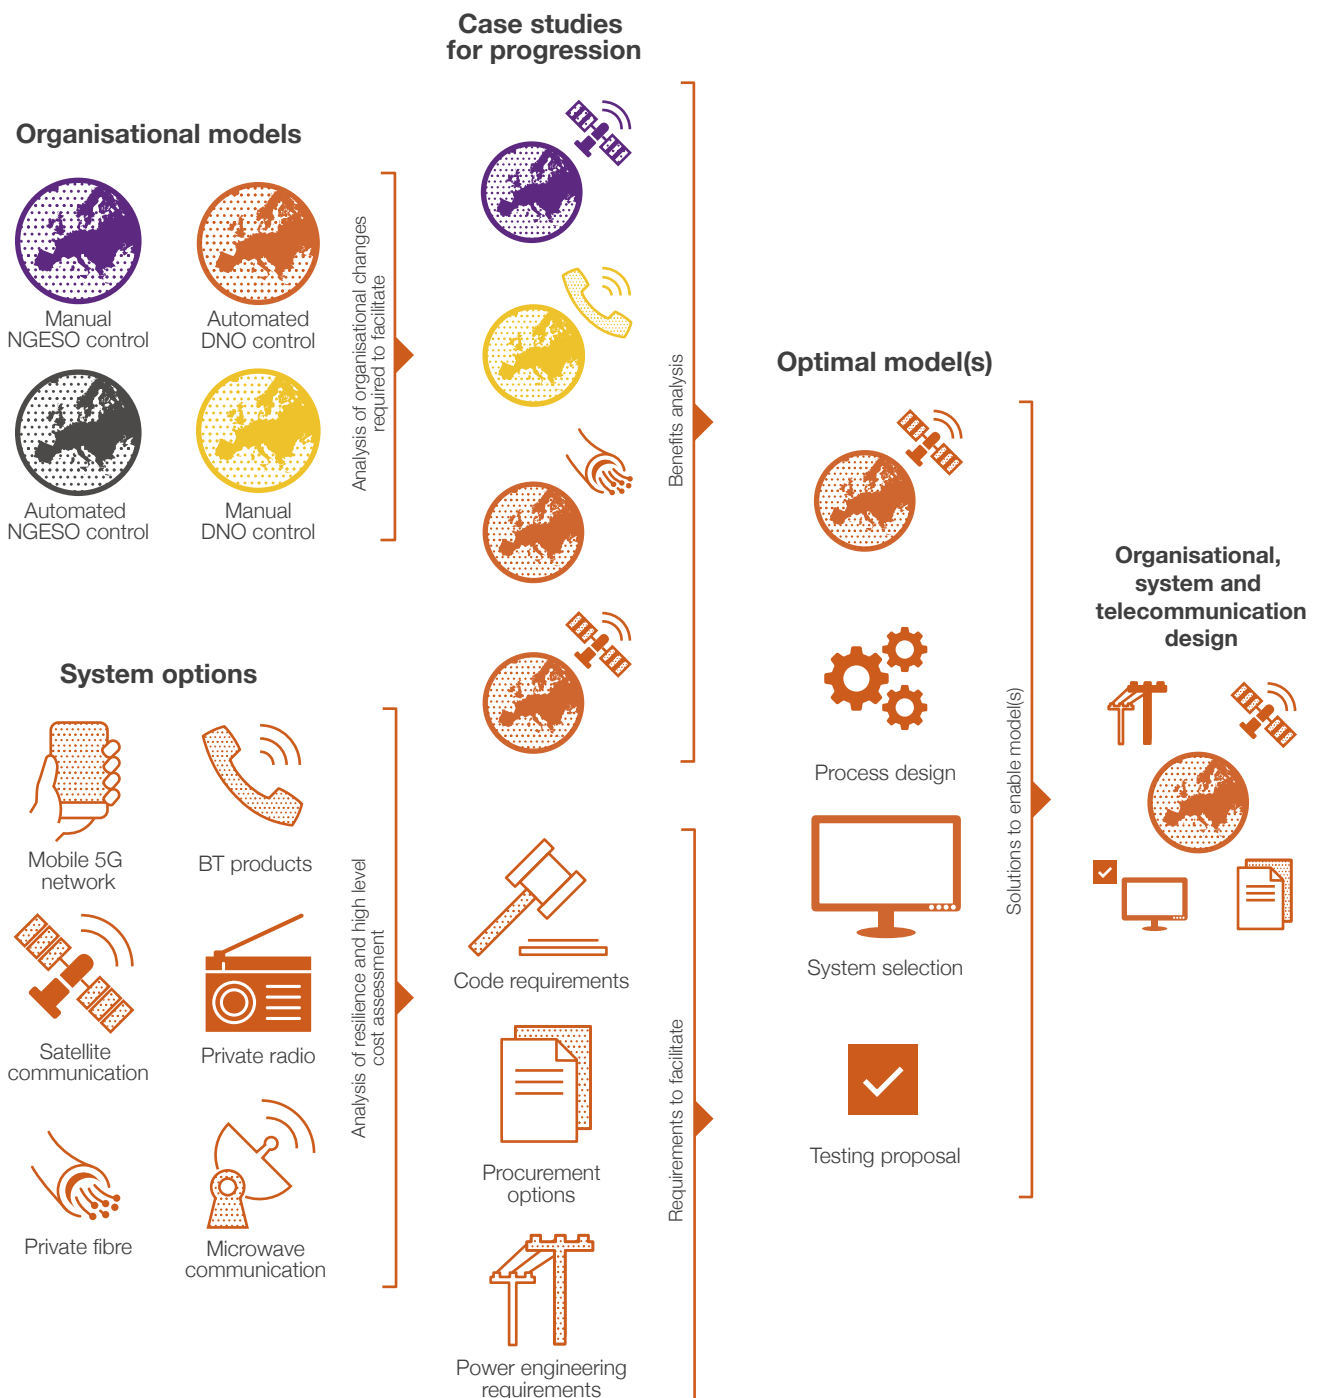 Case studies
for progression
Organisational models
Manual
NGESO control
Automated
DNO control
Automated
NGESO control
Manual
DNO control
Analysis of organisational changes
required to facilitate
System options
Mobile 5G
network
BT products
Satellite
communication
Private radio
Private fibre
Microwave
communication
Analysis of resilience and high level
cost assessment
Benefits analysis
Code requirements
Procurement
options
Power engineering
requirements
Requirements to facilitate
Optimal model(s)
Process design
System selection
Testing proposal
Solutions to enable model(s)
Organisational,
system and
telecommunication
design